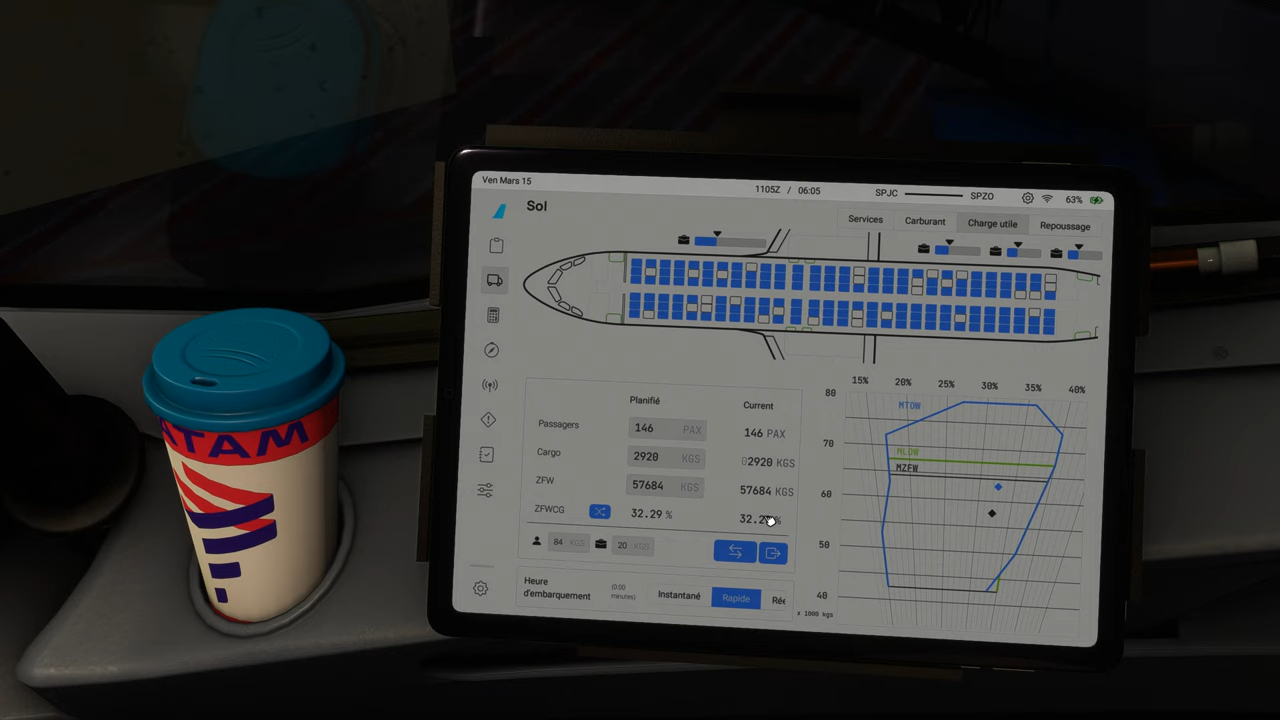 Ven Mars 15
1105Z / 06:05
SPJC
SPZO
63%
Sol
Services
Carburant
Charge utile
Repoussage
Planifié
Current
Passagers
146 PAX
146 PAX
Cargo
2920 KGS
02920 KGS
ZFW
57684 KGS
57684 KGS
ZFWCG
32.29 %
84 KGS
20 KGS
Heure
d'embarquement
(0:00
minutes)
Instantané
Rapide
15%
20%
25%
30%
35%
40%
80
70
60
50
40
x 1000 kgs
MTOW
MLDW
MZFW
ATAM